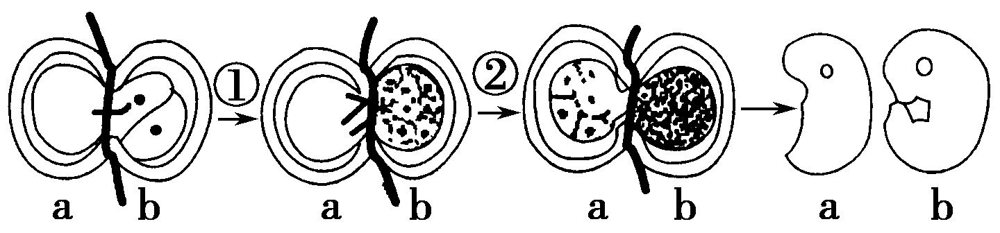 ① ②
a b a b a b a b